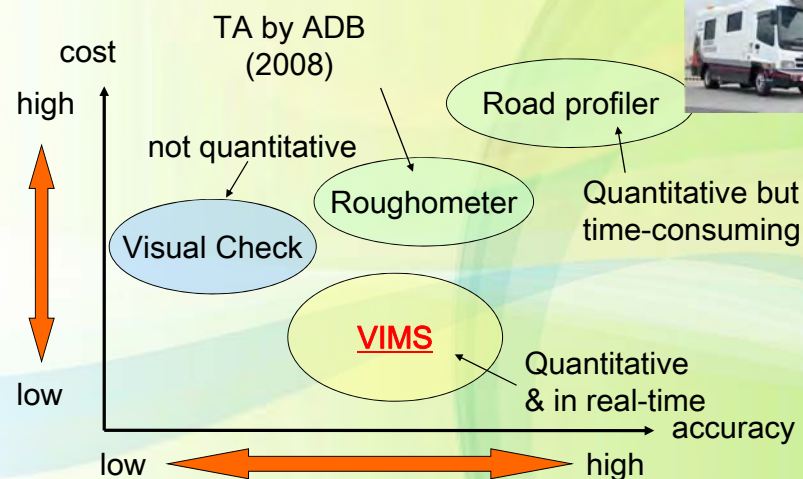 TA by ADB
(2008)
cost
high
Road profiler
not quantitative
Roughometer
Quantitative but
time-consuming
Visual Check
VIMS
Quantitative
& in real-time
low
accuracy
low
high